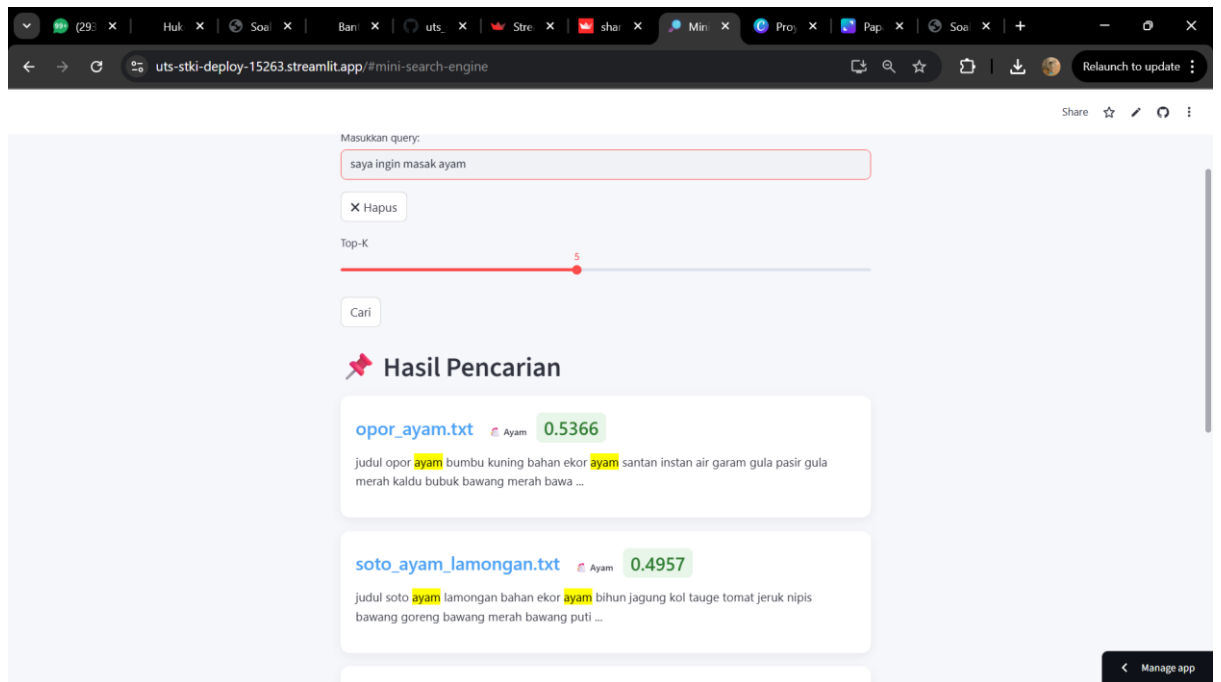 99+ (293
Huk
Soal
Ban
uts_
Stre
shar
Mini
Proy
Pap
Soal
uts-stki-deploy-15263.streamlit.app/#mini-search-engine
Relaunch to update
Share
Masukkan query:
saya ingin masak ayam
✕ Hapus
Top-K
5
Cari
📌 Hasil Pencarian
opor_ayam.txt Ayam 0.5366
judul opor ayam bumbu kuning bahan ekor ayam santan instan air garam gula pasir gula
merah kaldu bubuk bawang merah bawa ...
soto_ayam_lamongan.txt Ayam 0.4957
judul soto ayam lamongan bahan ekor ayam bihun jagung kol tauge tomat jeruk nipis
bawang goreng bawang merah bawang puti ...
Manage app